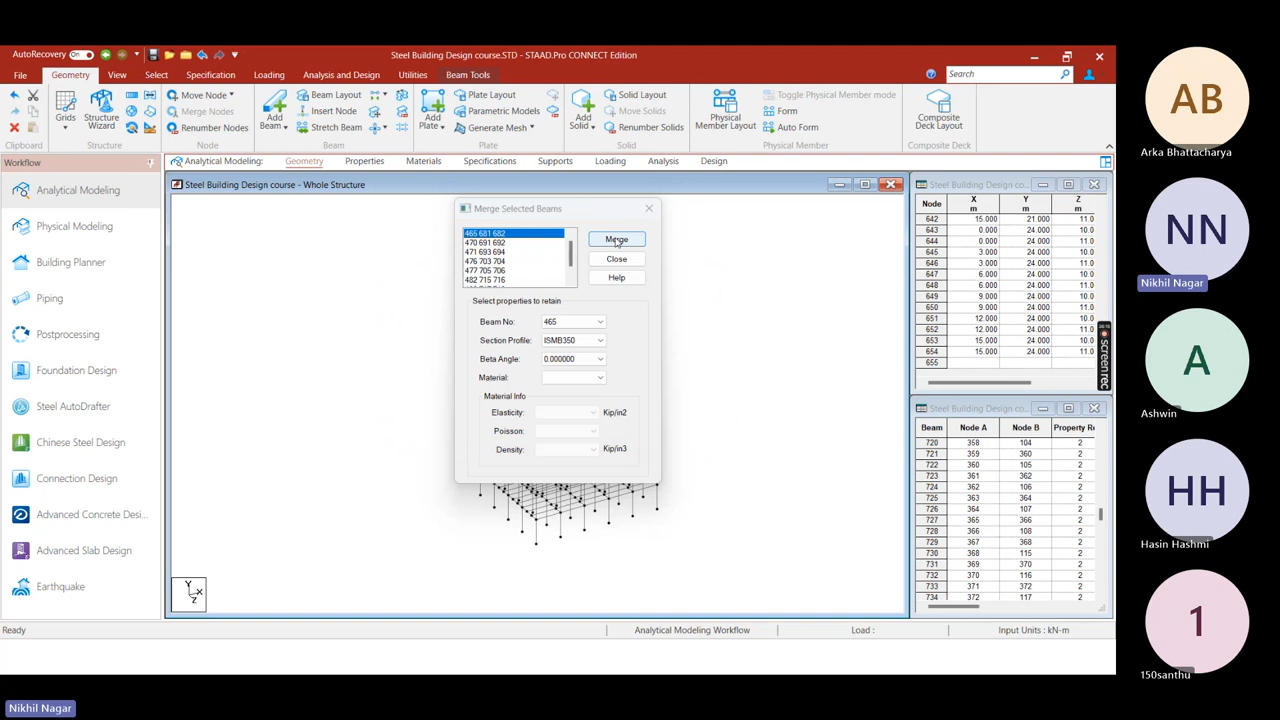 AutoRecovery On
Steel Building Design course.STD - STAAD.Pro CONNECT Edition
File Geometry View Select Specification Loading Analysis and Design Utilities Beam Tools
Search
Grids
Structure Wizard
Move Node
Merge Nodes
Renumber Nodes
Add Beam
Beam Layout
Insert Node
Stretch Beam
Add Plate
Plate Layout
Parametric Models
Generate Mesh
Add Solid
Solid Layout
Move Solids
Renumber Solids
Physical Member Layout
Toggle Physical Member mode
Form
Auto Form
Composite Deck Layout
Clipboard Structure Node Beam Plate Solid Physical Member Composite Deck
Workflow
Analytical Modeling: Geometry Properties Materials Specifications Supports Loading Analysis Design
Analytical Modeling
Physical Modeling
Building Planner
Piping
Postprocessing
Foundation Design
Steel AutoDrafter
Chinese Steel Design
Connection Design
Advanced Concrete Desi...
Advanced Slab Design
Earthquake
Steel Building Design course - Whole Structure
Merge Selected Beams
465 681 682
470 691 692
471 693 694
476 703 704
477 705 706
482 715 716
Merge
Close
Help
Select properties to retain
Beam No: 465
Section Profile: ISMB350
Beta Angle: 0.000000
Material:
Material Info
Elasticity: Kip/in2
Poisson:
Density: Kip/in3
Y
X
Z
Steel Building Design co...
Node X m Y m Z m
642 15.000 21.000 11.0
643 0.000 24.000 10.0
644 0.000 24.000 11.0
645 3.000 24.000 10.0
646 3.000 24.000 11.0
647 6.000 24.000 10.0
648 6.000 24.000 11.0
649 9.000 24.000 10.0
650 9.000 24.000 11.0
651 12.000 24.000 10.0
652 12.000 24.000 11.0
653 15.000 24.000 10.0
654 15.000 24.000 11.0
655
Steel Building Design co...
Beam Node A Node B Property Re
720 358 104 2
721 359 360 2
722 360 105 2
723 361 362 2
724 362 106 2
725 363 364 2
726 364 107 2
727 365 366 2
728 366 108 2
729 367 368 2
730 368 115 2
731 369 370 2
732 370 116 2
733 371 372 2
734 372 117 2
screen rec
Ready
Analytical Modeling Workflow
Load :
Input Units : kN-m
AB
Arka Bhattacharya
NN
Nikhil Nagar
A
Ashwin
HH
Hasin Hashmi
1
150santhu
Nikhil Nagar